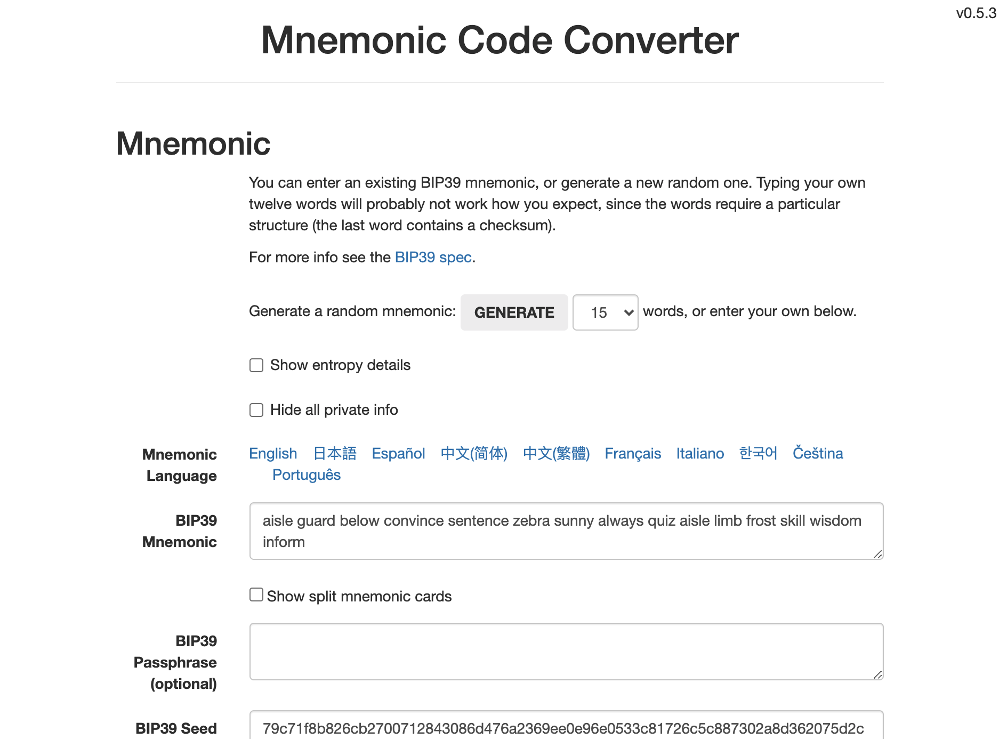 v0.5.3
Mnemonic Code Converter
Mnemonic
You can enter an existing BIP39 mnemonic, or generate a new random one. Typing your own
twelve words will probably not work how you expect, since the words require a particular
structure (the last word contains a checksum).
For more info see the BIP39 spec.
Generate a random mnemonic: GENERATE 15 words, or enter your own below.
Show entropy details
Hide all private info
Mnemonic
Language
English 日本語 Español 中文(简体) 中文(繁體) Français Italiano 한국어 Čeština
Português
BIP39
Mnemonic
aisle guard below convince sentence zebra sunny always quiz aisle limb frost skill wisdom
inform
Show split mnemonic cards
BIP39
Passphrase
(optional)
BIP39 Seed
79c71f8b826cb2700712843086d476a2369ee0e96e0533c81726c5c887302a8d362075d2c